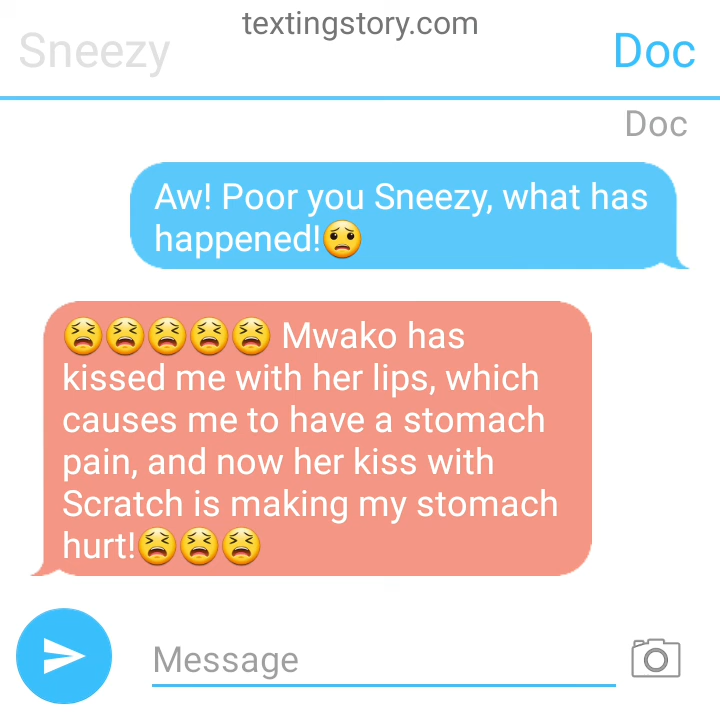 textingstory.com
Sneezy
Doc
Doc
Aw! Poor you Sneezy, what has
happened!😟
😫😫😫😫😫 Mwako has
kissed me with her lips, which
causes me to have a stomach
pain, and now her kiss with
Scratch is making my stomach
hurt!😫😫😫
Message